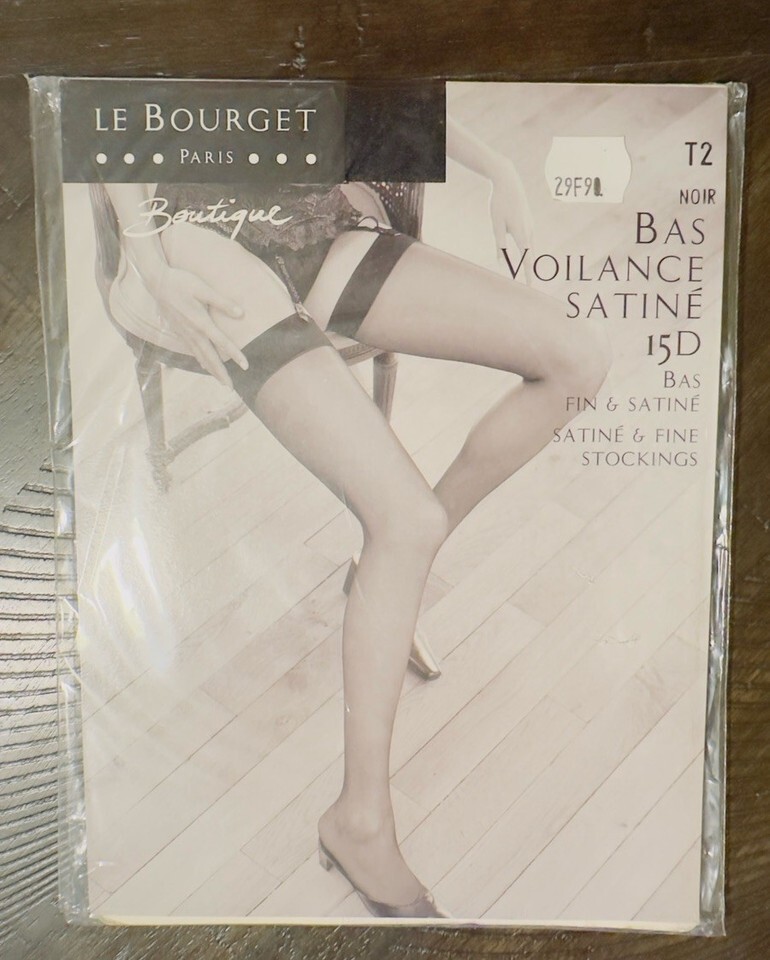 LE BOURGET
PARIS
Boutique
29F90
T2
NOIR
BAS
VOILANCE
SATINÉ
15D
BAS
FIN & SATINÉ
SATINÉ & FINE
STOCKINGS